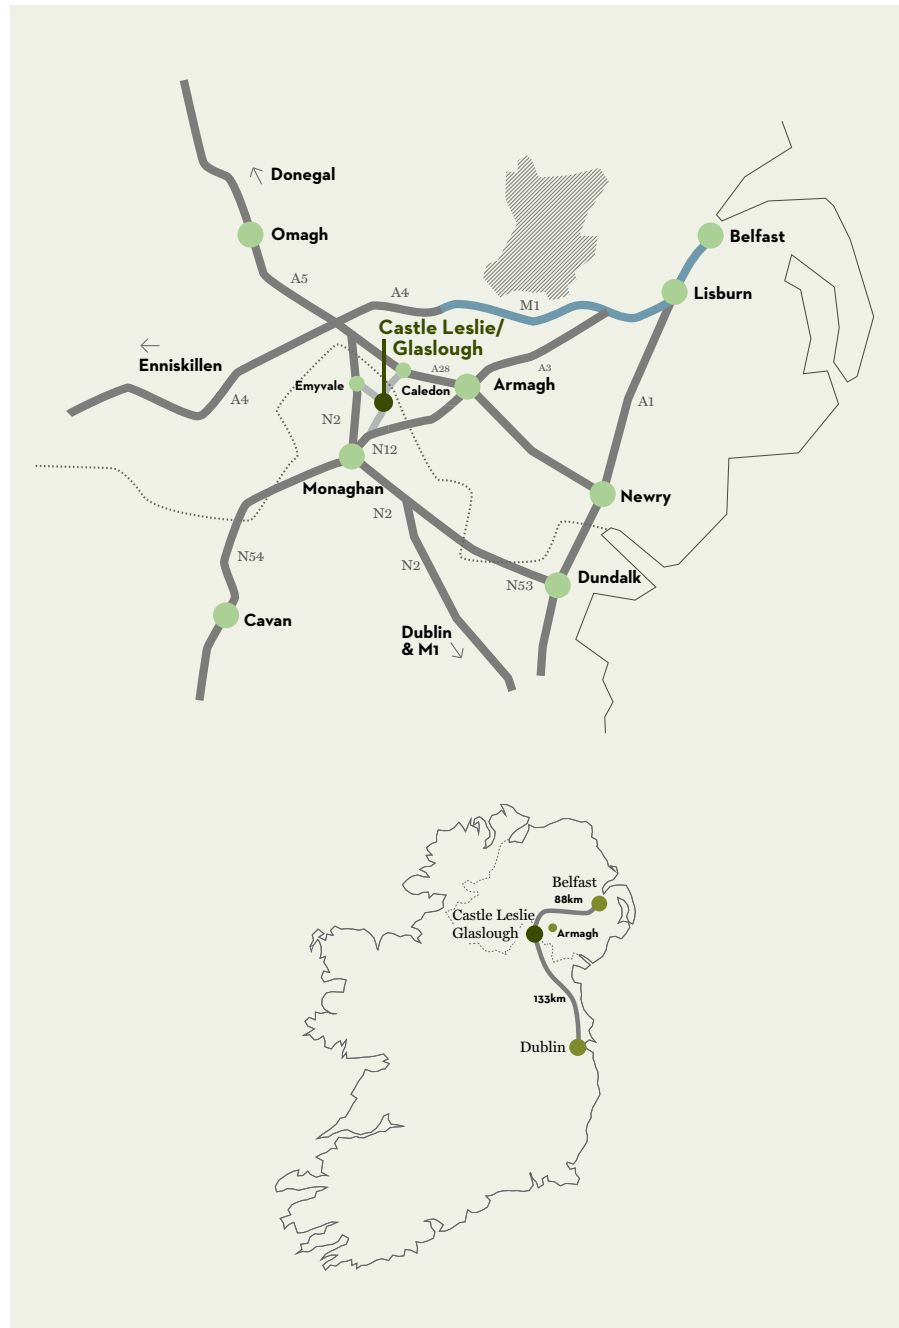 Donegal
Omagh
Belfast
A5
A4
Lisburn
M1
Castle Leslie/
Glaslough
Enniskillen
A28
A3
Emyvale
Caledon
Armagh
A4
A1
N2
N12
Monaghan
Newry
N2
N54
N2
N53
Dundalk
Cavan
Dublin
& M1
Belfast
88km
Castle Leslie
Glaslough
Armagh
133km
Dublin